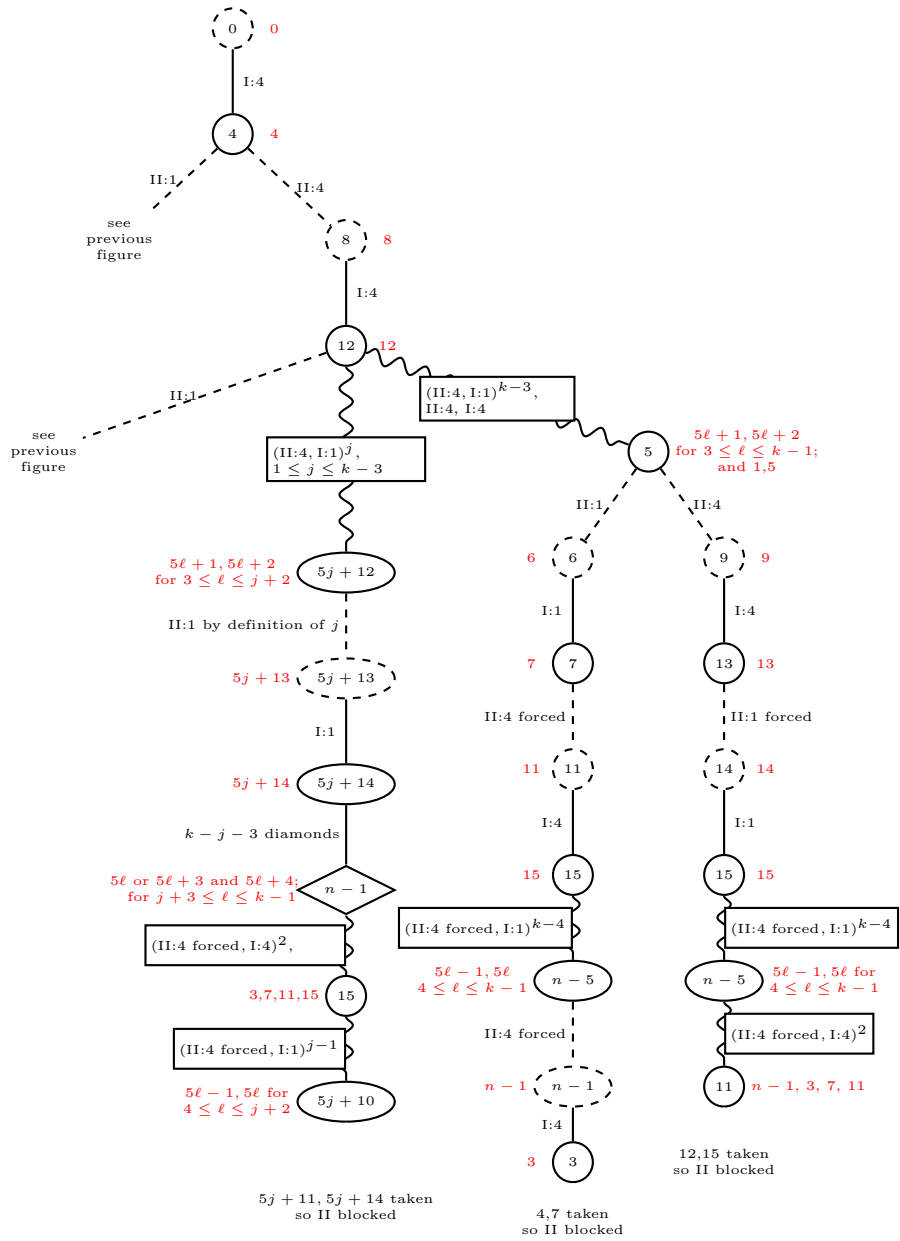 0 0
I:4
4 4
II:1
II:4
see
previous
figure
8 8
I:4
12 12
II:1
see
previous
figure
(II:4, I:1)^{k−3},
II:4, I:4
(II:4, I:1)^j,
1 ≤ j ≤ k − 3
5
5ℓ + 1, 5ℓ + 2
for 3 ≤ ℓ ≤ k − 1;
and 1,5
II:1
II:4
5ℓ + 1, 5ℓ + 2
for 3 ≤ ℓ ≤ j + 2
5j + 12
6 6
9 9
II:1 by definition of j
I:1
I:4
5j + 13 5j + 13
7 7
13 13
I:1
II:4 forced
II:1 forced
5j + 14 5j + 14
11 11
14 14
k − j − 3 diamonds
I:4
I:1
5ℓ or 5ℓ + 3 and 5ℓ + 4;
for j + 3 ≤ ℓ ≤ k − 1
n − 1
15 15
15 15
(II:4 forced, I:4)^2,
(II:4 forced, I:1)^{k−4}
(II:4 forced, I:1)^{k−4}
3,7,11,15 15
5ℓ − 1, 5ℓ
4 ≤ ℓ ≤ k − 1
n − 5
n − 5
5ℓ − 1, 5ℓ for
4 ≤ ℓ ≤ k − 1
(II:4 forced, I:1)^{j−1}
II:4 forced
(II:4 forced, I:4)^2
5ℓ − 1, 5ℓ for
4 ≤ ℓ ≤ j + 2
5j + 10
n − 1 n − 1
11 n − 1, 3, 7, 11
I:4
3 3
12,15 taken
so II blocked
5j + 11, 5j + 14 taken
so II blocked
4,7 taken
so II blocked